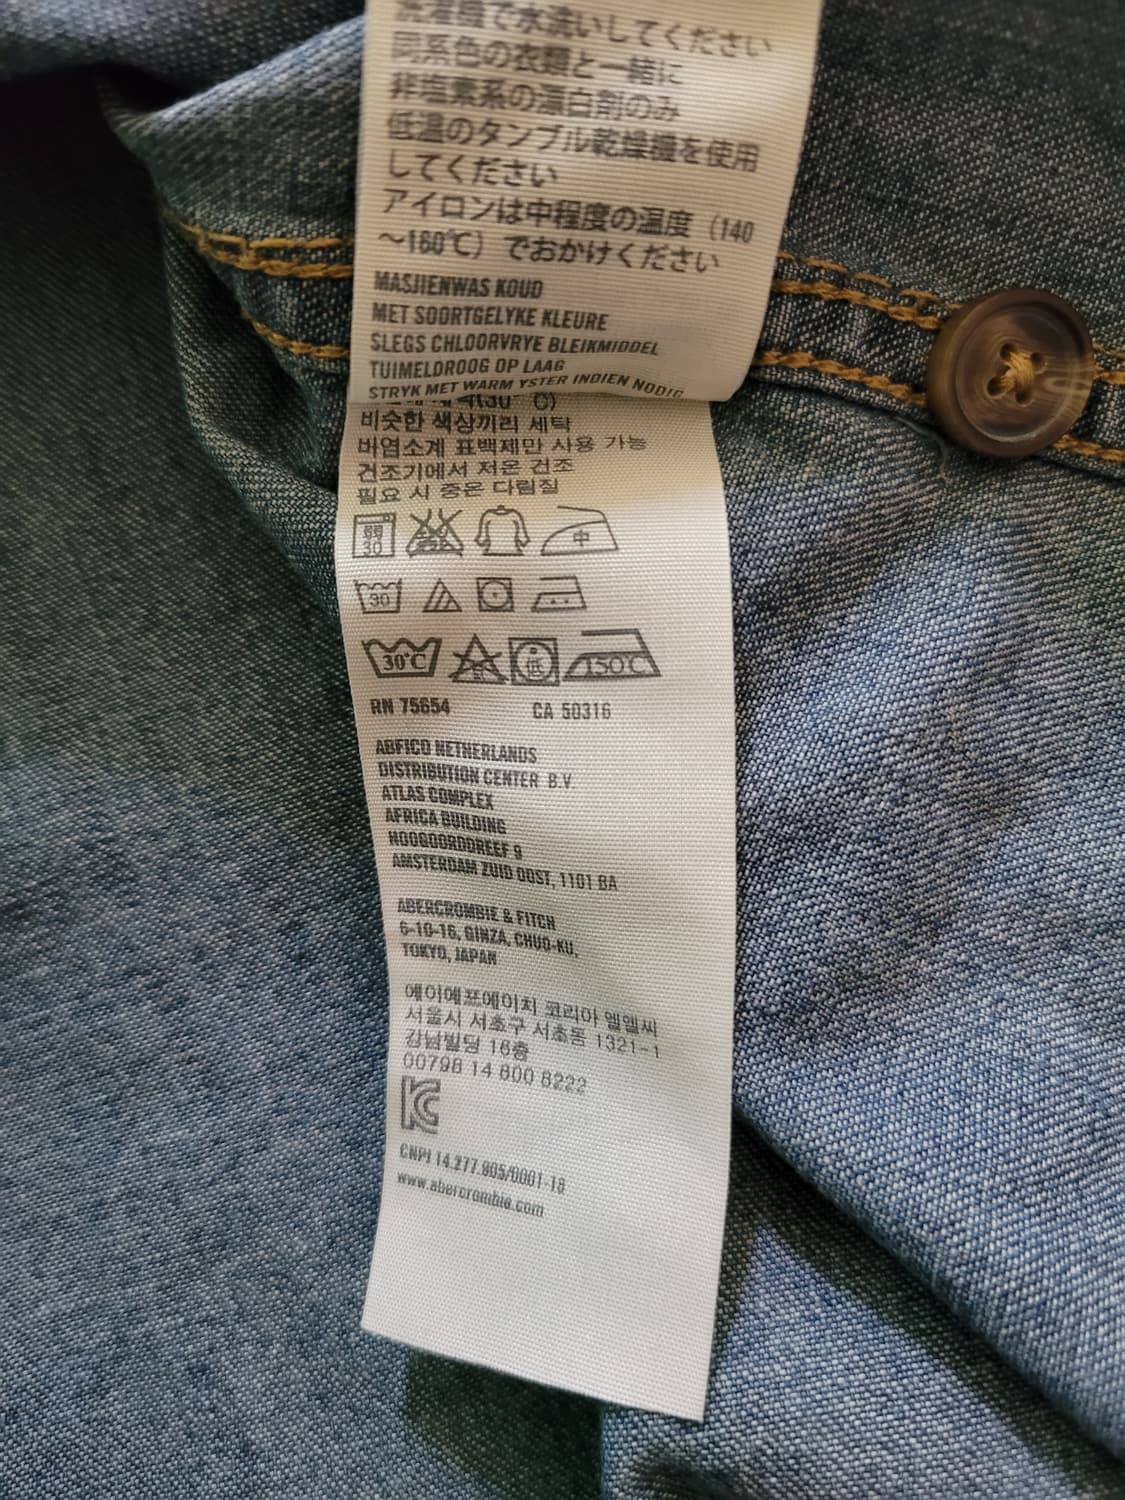 洗濯機で水洗いしてください
同系色の衣類と一緒に
非塩素系の漂白剤のみ
低温のタンブル乾燥機を使用
してください
アイロンは中程度の温度（140
～160℃）でおかけください
MASJIENWAS KOUD
MET SOORTGELYKE KLEURE
SLEGS CHLOORVRYE BLEIKMIDDEL
TUIMELDROOG OP LAAG
STRYK MET WARM YSTER INDIEN NODIG
(30° C)
비슷한 색상끼리 세탁
비염소계 표백제만 사용 가능
건조기에서 저온 건조
필요 시 중온 다림질
弱 30 中
30
30℃ 低 150℃
RN 75654 CA 50316
ABFICO NETHERLANDS
DISTRIBUTION CENTER B.V.
ATLAS COMPLEX
AFRICA BUILDING
HOOGOORDDREEF 9
AMSTERDAM ZUID OOST, 1101 BA
ABERCROMBIE & FITCH
6-10-16, GINZA, CHUO-KU,
TOKYO, JAPAN
에이에프에이치 코리아 엘엘씨
서울시 서초구 서초동 1321-1
강남빌딩 16층
00798 14 800 8222
KC
CNPJ 14.277.905/0001-18
www.abercrombie.com